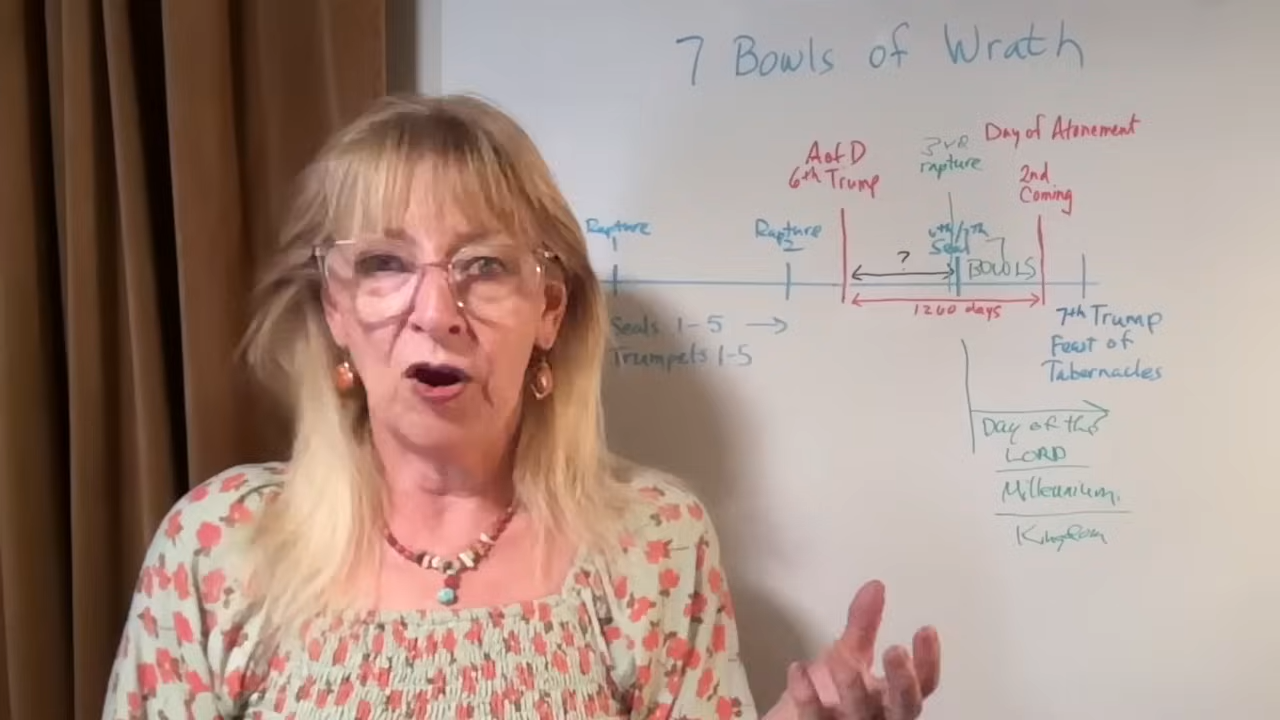 7 Bowls of Wrath
Day of Atonement
A of D
6th Trump
3rd
rapture
2nd
Coming
Rapture
1
Rapture
2
6th/7th
Seal
?
7
BOWLS
1260 days
Seals 1-5 →
Trumpets 1-5
7th Trump
Feast of
Tabernacles
Day of the
LORD
Millennium
Kingdom